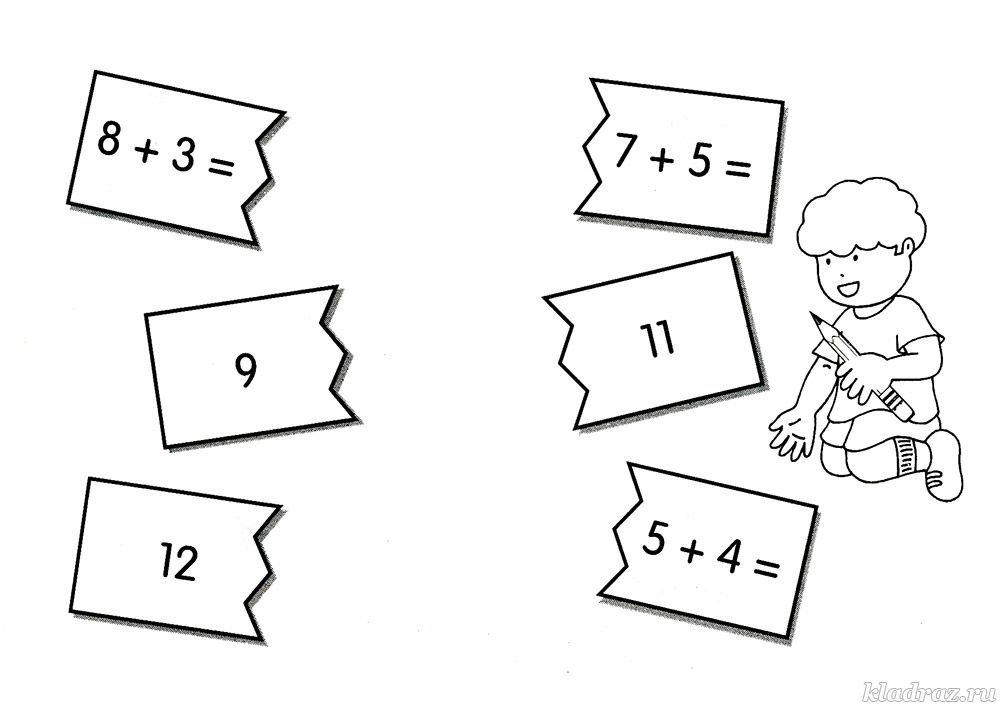 8 + 3 =
7 + 5 =
9
11
12
5 + 4 =
kladraz.ru